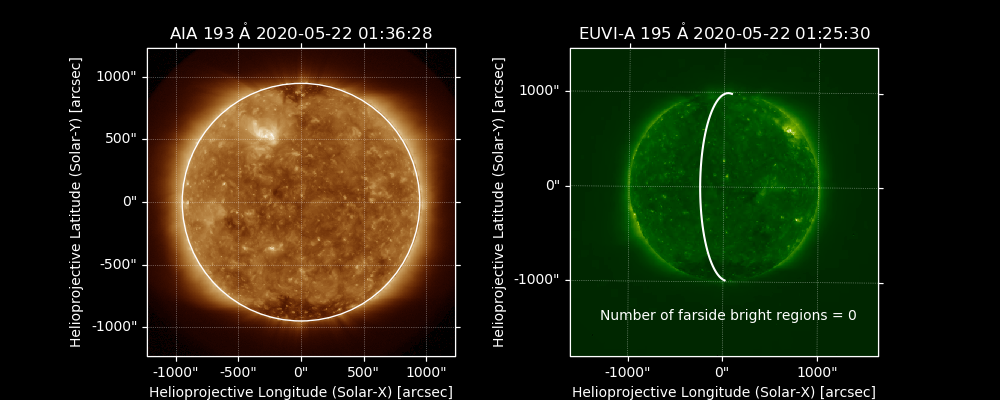 AIA 193 Å 2020-05-22 01:36:28
1000"
500"
0"
-500"
-1000"
-1000"
-500"
0"
500"
1000"
Helioprojective Latitude (Solar-Y) [arcsec]
Helioprojective Longitude (Solar-X) [arcsec]
EUVI-A 195 Å 2020-05-22 01:25:30
1000"
0"
-1000"
Number of farside bright regions = 0
-1000"
0"
1000"
Helioprojective Latitude (Solar-Y) [arcsec]
Helioprojective Longitude (Solar-X) [arcsec]